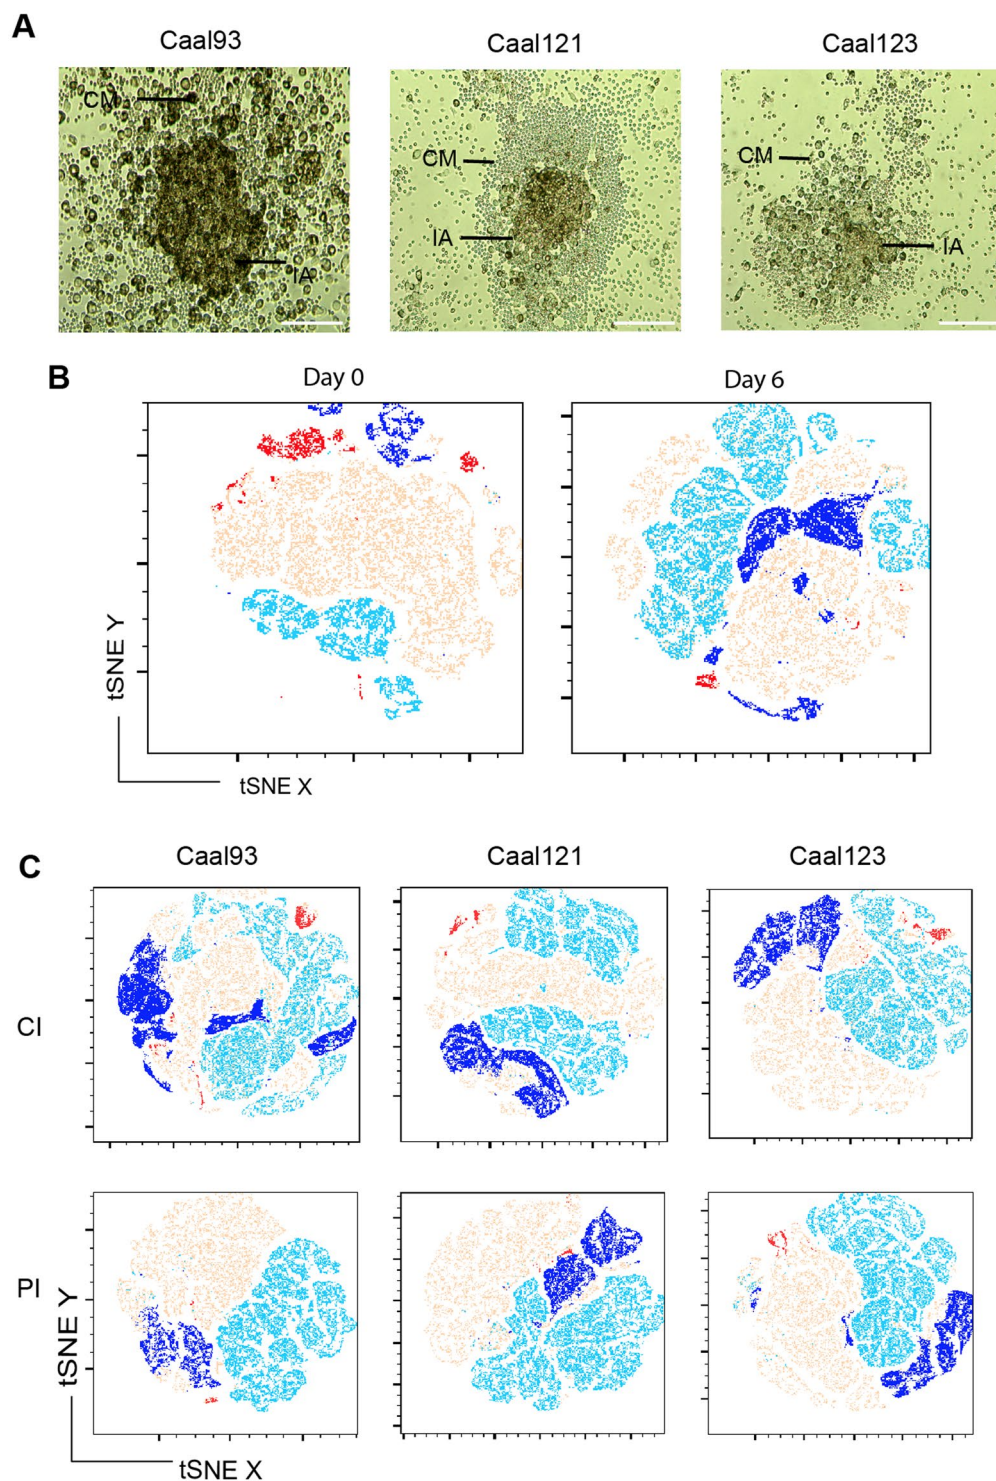 A
Caal93
Caal121
Caal123
CM
IA
CM
IA
CM
IA
B
Day 0
Day 6
tSNE Y
tSNE X
C
Caal93
Caal121
Caal123
CI
PI
tSNE Y
tSNE X